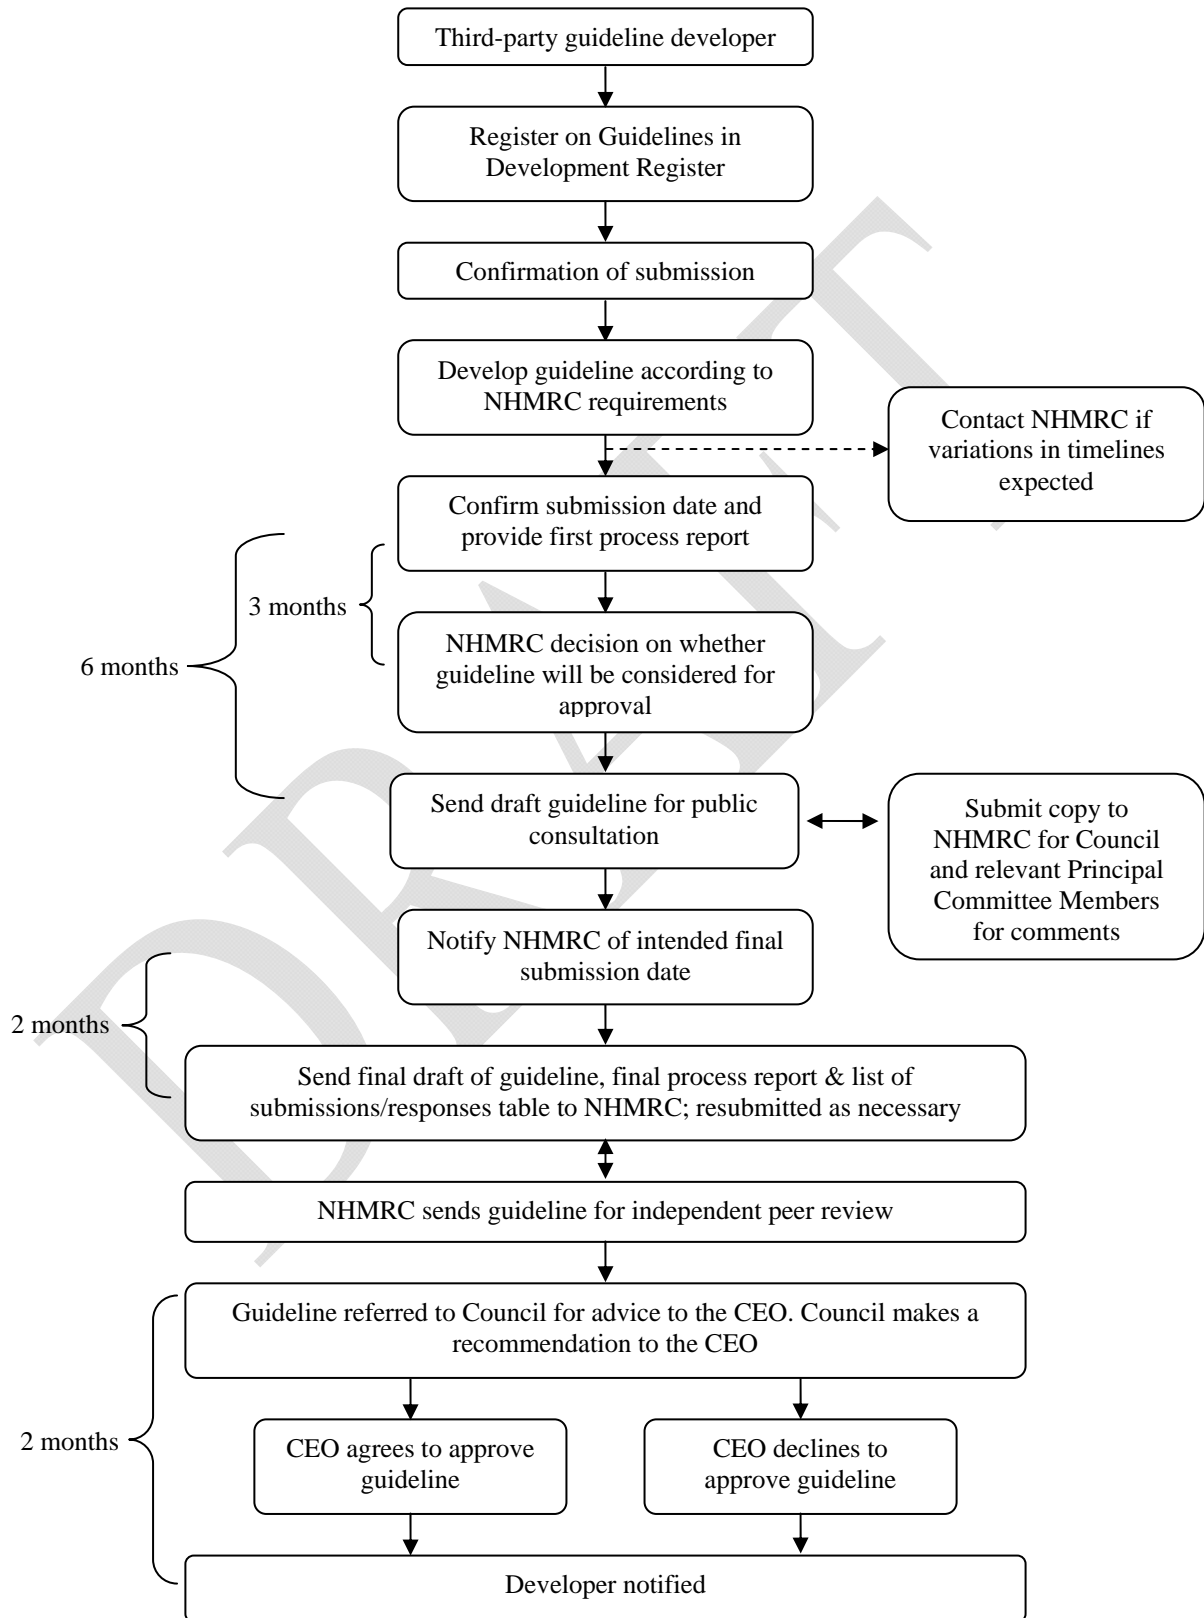 Third-party guideline developer
Register on Guidelines in
Development Register
Confirmation of submission
Develop guideline according to
NHMRC requirements
Contact NHMRC if
variations in timelines
expected
Confirm submission date and
provide first process report
3 months
6 months
NHMRC decision on whether
guideline will be considered for
approval
Send draft guideline for public
consultation
Submit copy to
NHMRC for Council
and relevant Principal
Committee Members
for comments
Notify NHMRC of intended final
submission date
2 months
Send final draft of guideline, final process report & list of
submissions/responses table to NHMRC; resubmitted as necessary
NHMRC sends guideline for independent peer review
Guideline referred to Council for advice to the CEO. Council makes a
recommendation to the CEO
2 months
CEO agrees to approve
guideline
CEO declines to
approve guideline
Developer notified
DRAFT